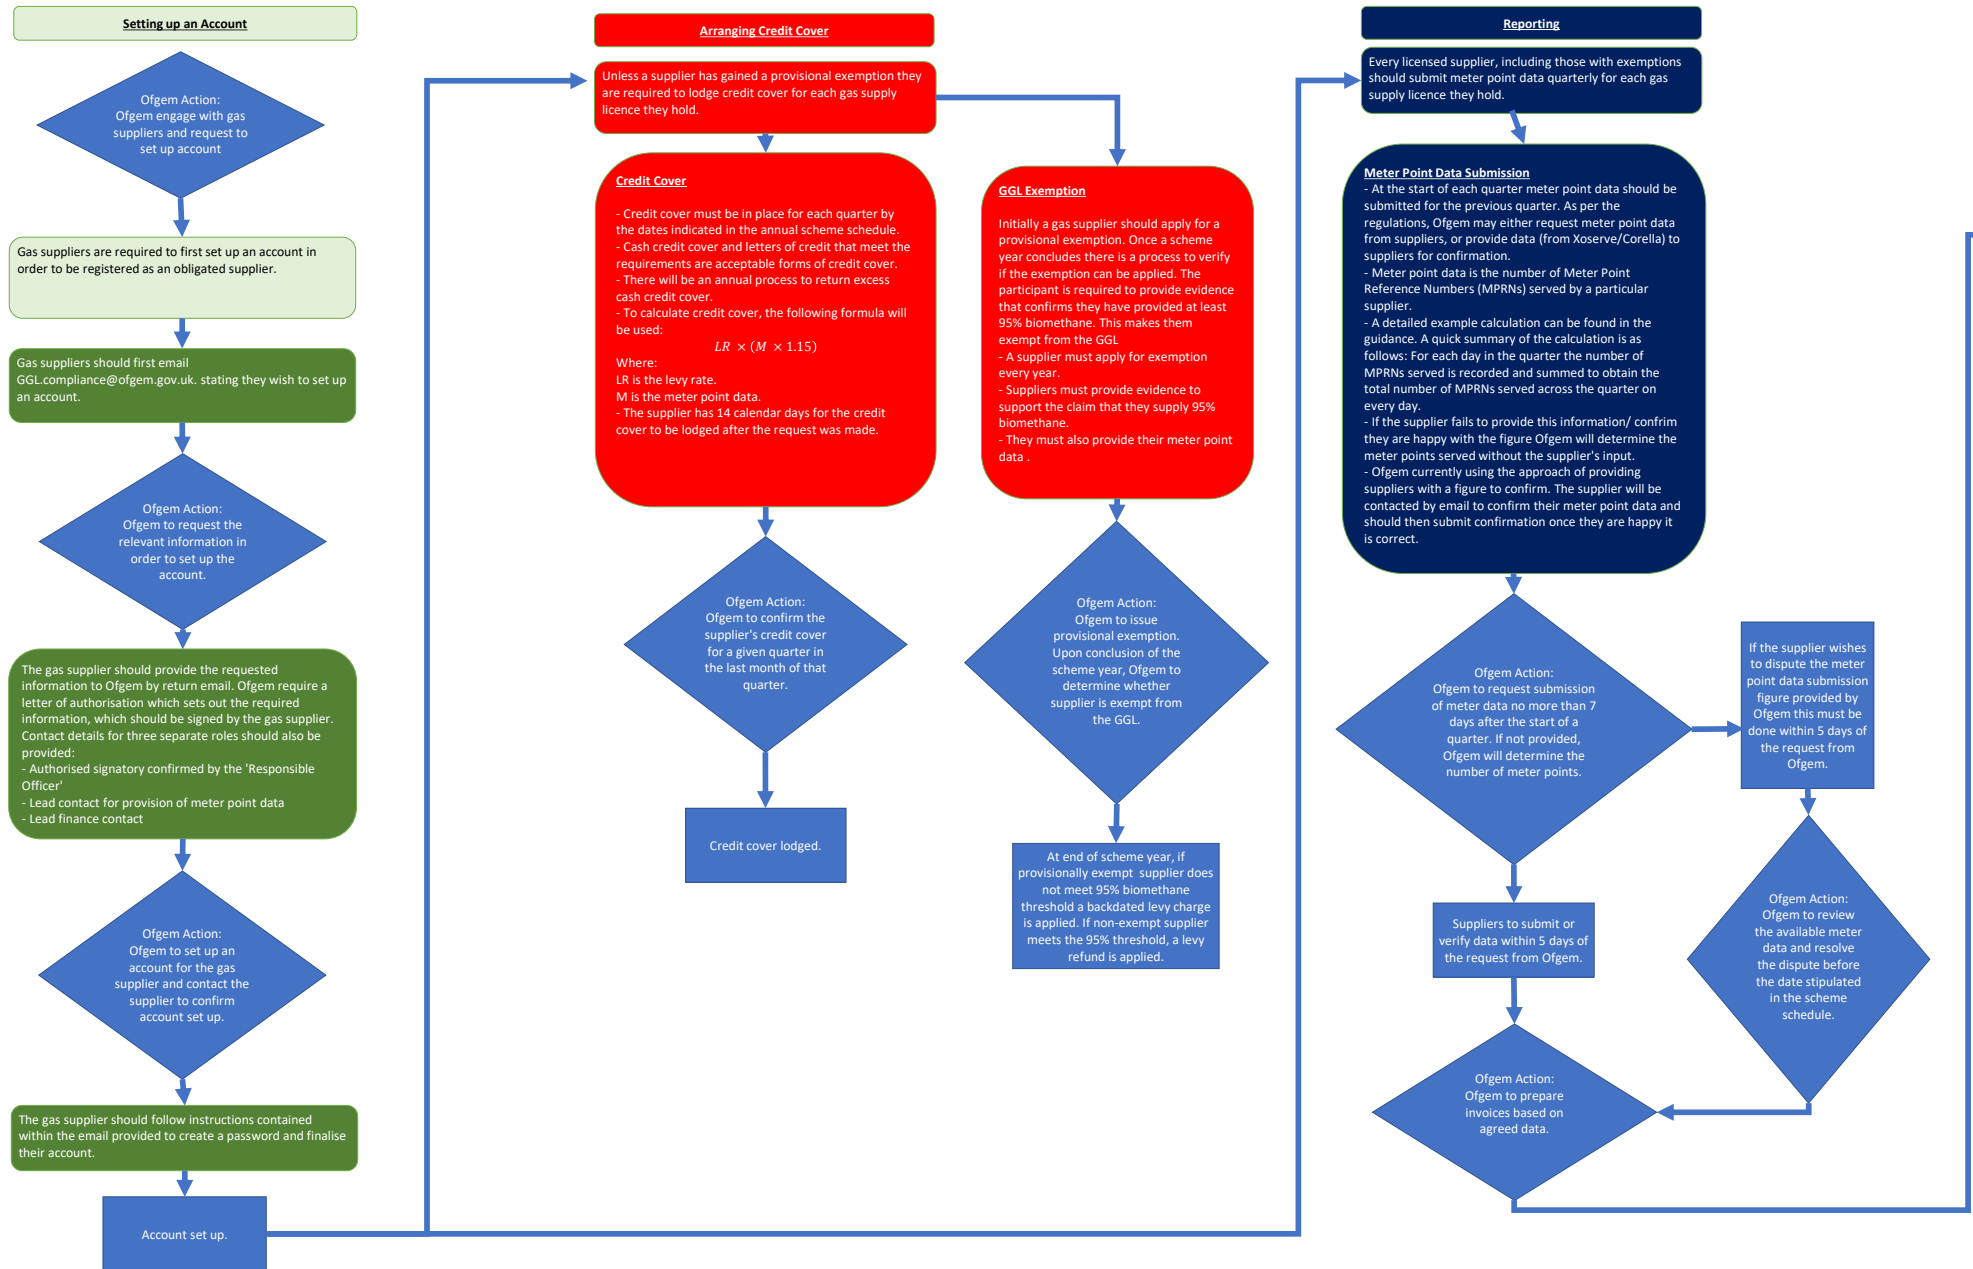 Setting up an Account
Ofgem Action:
Ofgem engage with gas
suppliers and request to
set up account
Gas suppliers are required to first set up an account in
order to be registered as an obligated supplier.
Gas suppliers should first email
GGL.compliance@ofgem.gov.uk. stating they wish to set up
an account.
Ofgem Action:
Ofgem to request the
relevant information in
order to set up the
account.
The gas supplier should provide the requested
information to Ofgem by return email. Ofgem require a
letter of authorisation which sets out the required
information, which should be signed by the gas supplier.
Contact details for three separate roles should also be
provided:
- Authorised signatory confirmed by the 'Responsible
Officer'
- Lead contact for provision of meter point data
- Lead finance contact
Ofgem Action:
Ofgem to set up an
account for the gas
supplier and contact the
supplier to confirm
account set up.
The gas supplier should follow instructions contained
within the email provided to create a password and finalise
their account.
Account set up.
Arranging Credit Cover
Unless a supplier has gained a provisional exemption they
are required to lodge credit cover for each gas supply
licence they hold.
Credit Cover
- Credit cover must be in place for each quarter by
the dates indicated in the annual scheme schedule.
- Cash credit cover and letters of credit that meet the
requirements are acceptable forms of credit cover.
- There will be an annual process to return excess
cash credit cover.
- To calculate credit cover, the following formula will
be used:
LR × (M × 1.15)
Where:
LR is the levy rate.
M is the meter point data.
- The supplier has 14 calendar days for the credit
cover to be lodged after the request was made.
Ofgem Action:
Ofgem to confirm the
supplier's credit cover
for a given quarter in
the last month of that
quarter.
Credit cover lodged.
GGL Exemption
Initially a gas supplier should apply for a
provisional exemption. Once a scheme
year concludes there is a process to verify
if the exemption can be applied. The
participant is required to provide evidence
that confirms they have provided at least
95% biomethane. This makes them
exempt from the GGL
- A supplier must apply for exemption
every year.
- Suppliers must provide evidence to
support the claim that they supply 95%
biomethane.
- They must also provide their meter point
data .
Ofgem Action:
Ofgem to issue
provisional exemption.
Upon conclusion of the
scheme year, Ofgem to
determine whether
supplier is exempt from
the GGL.
At end of scheme year, if
provisionally exempt  supplier does
not meet 95% biomethane
threshold a backdated levy charge
is applied. If non-exempt supplier
meets the 95% threshold, a levy
refund is applied.
Reporting
Every licensed supplier, including those with exemptions
should submit meter point data quarterly for each gas
supply licence they hold.
Meter Point Data Submission
- At the start of each quarter meter point data should be
submitted for the previous quarter. As per the
regulations, Ofgem may either request meter point data
from suppliers, or provide data (from Xoserve/Corella) to
suppliers for confirmation.
- Meter point data is the number of Meter Point
Reference Numbers (MPRNs) served by a particular
supplier.
- A detailed example calculation can be found in the
guidance. A quick summary of the calculation is as
follows: For each day in the quarter the number of
MPRNs served is recorded and summed to obtain the
total number of MPRNs served across the quarter on
every day.
- If the supplier fails to provide this information/ confrim
they are happy with the figure Ofgem will determine the
meter points served without the supplier's input.
- Ofgem currently using the approach of providing
suppliers with a figure to confirm. The supplier will be
contacted by email to confirm their meter point data and
should then submit confirmation once they are happy it
is correct.
Ofgem Action:
Ofgem to request submission
of meter data no more than 7
days after the start of a
quarter. If not provided,
Ofgem will determine the
number of meter points.
If the supplier wishes
to dispute the meter
point data submission
figure provided by
Ofgem this must be
done within 5 days of
the request from
Ofgem.
Suppliers to submit or
verify data within 5 days of
the request from Ofgem.
Ofgem Action:
Ofgem to review
the available meter
data and resolve
the dispute before
the date stipulated
in the scheme
schedule.
Ofgem Action:
Ofgem to prepare
invoices based on
agreed data.